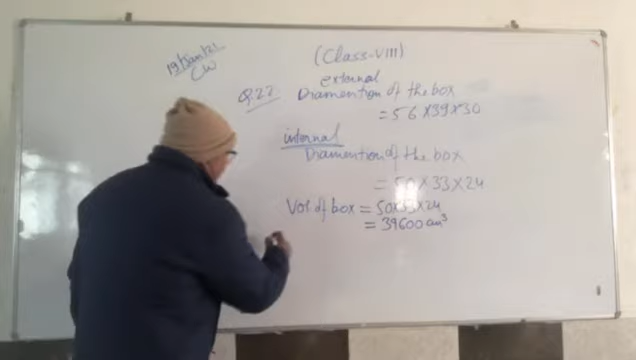 19/Jan/21
CW
(Class-VIII)
Q.22
external
Diamention of the box
= 56×39×30
internal
Diamention of the box
= 50×33×24
Vol of box = 50×33×24
= 39600 cm³